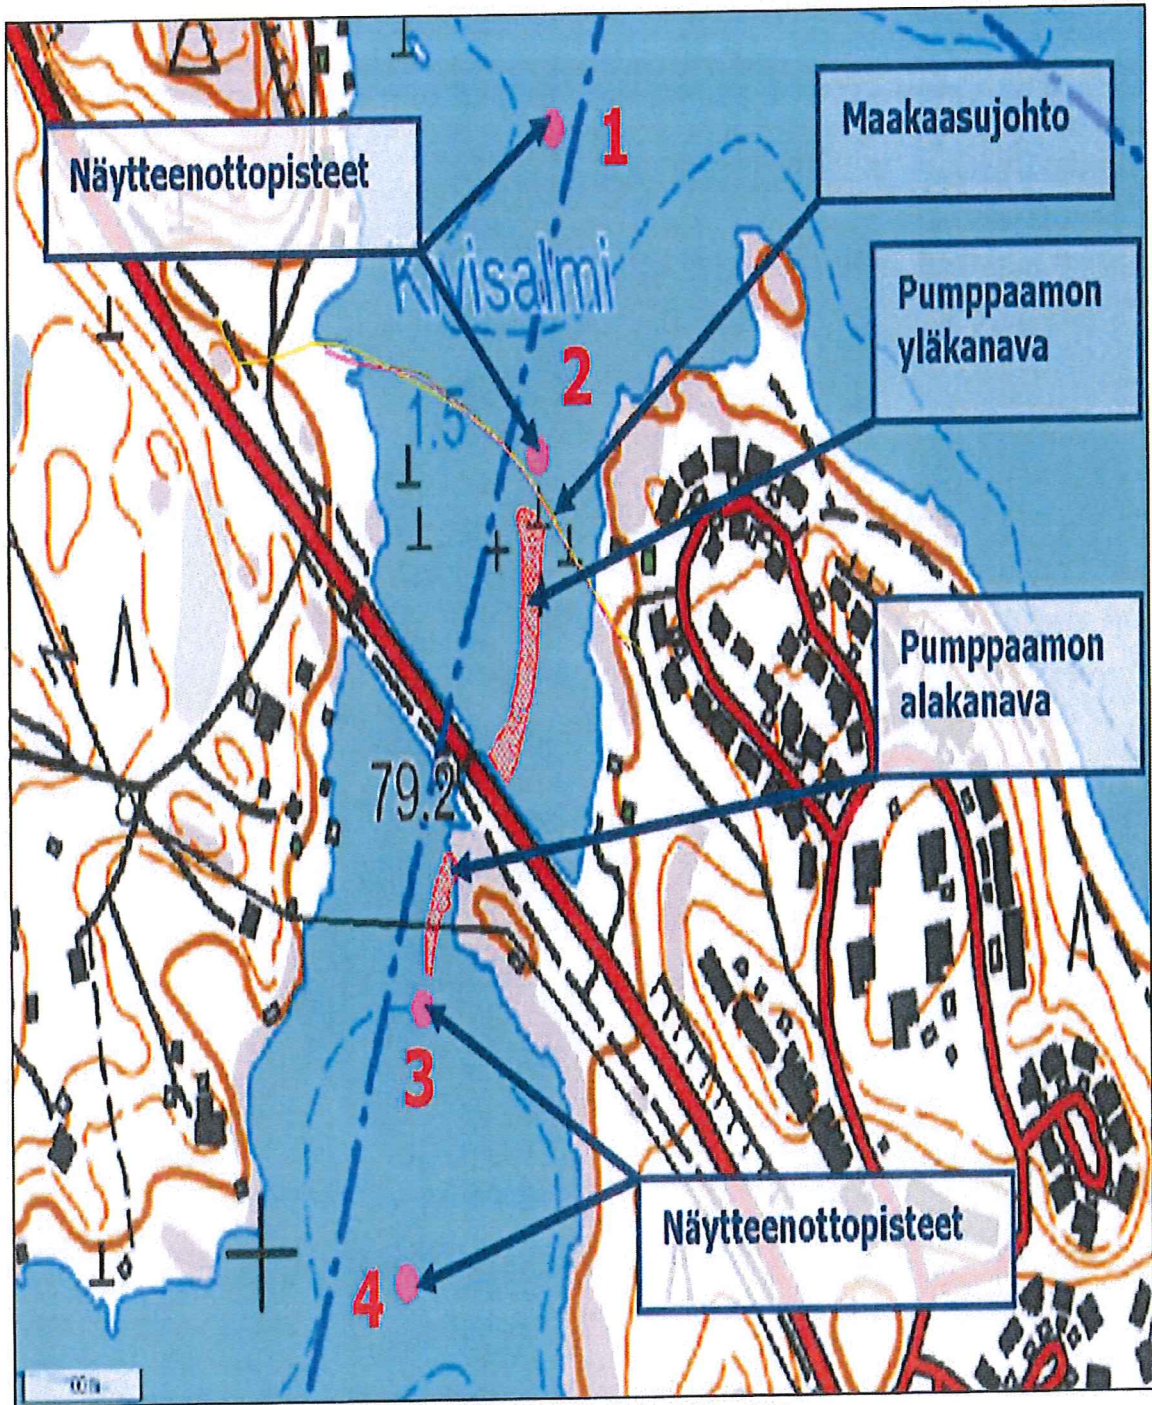 1
Maakaasujohto
Näytteenottopisteet
Kivisalmi
Pumppaamon
yläkanava
2
1.5
Pumppaamon
alakanava
79.2
3
Näytteenottopisteet
4